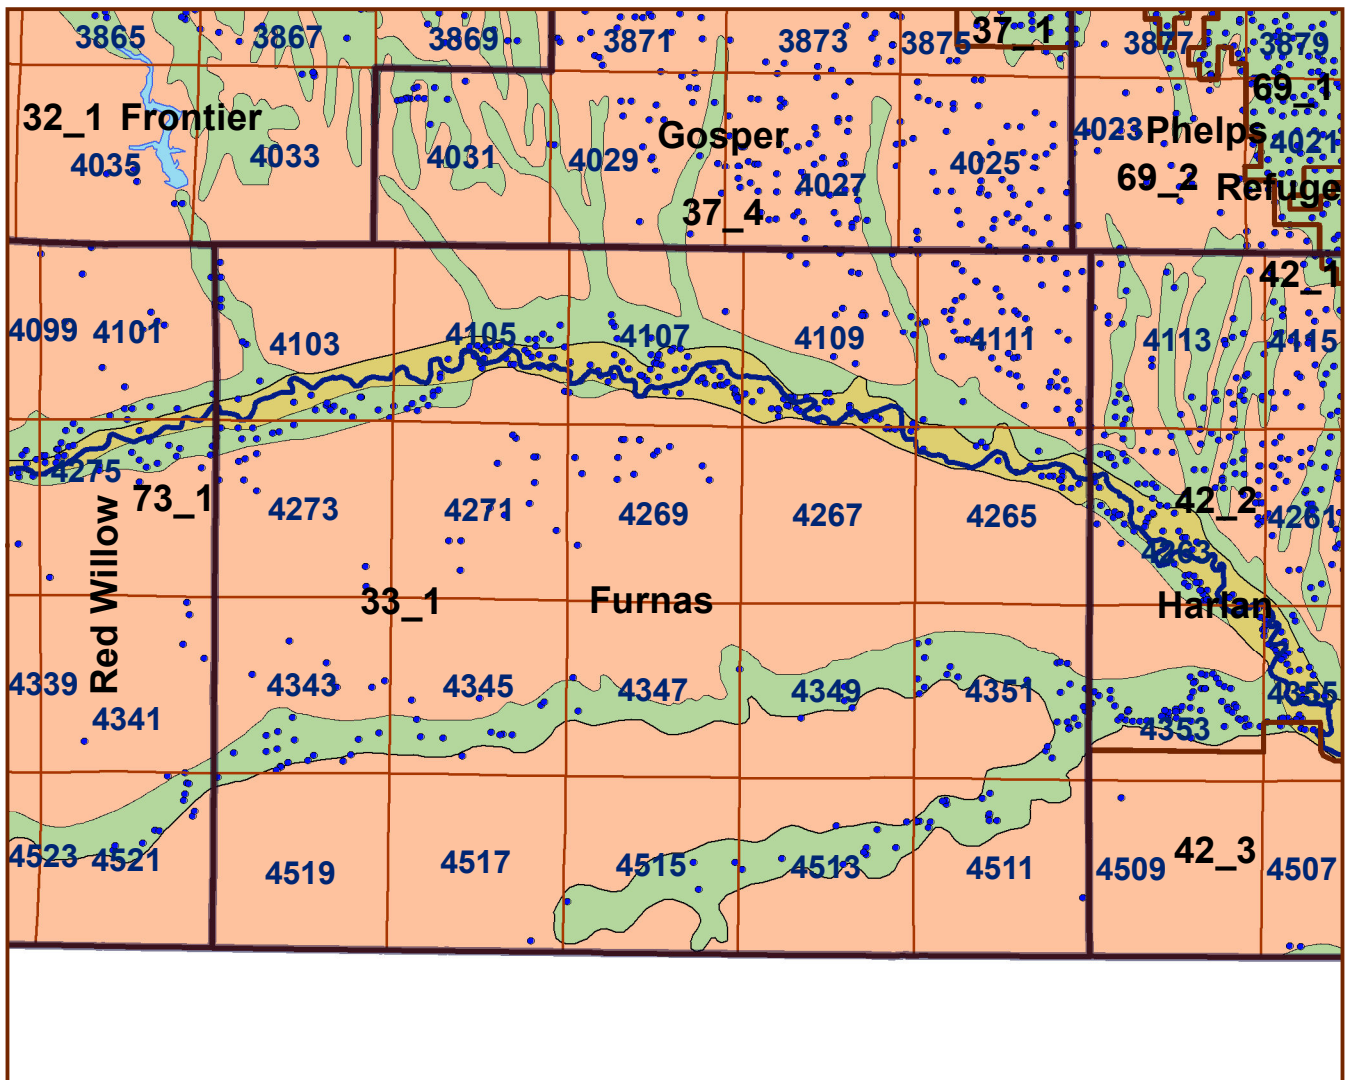 3865 3867 3869 3871 3873 3875 37_1 3877 3879
69_1
32_1 Frontier Gosper 4023 Phelps 4021
4035 4033 4031 4029 4027 4025 69_2 Refuge
37_4
42_1
4099 4101 4103 4105 4107 4109 4111 4113 4115
4275 73_1 4273 4271 4269 4267 4265 42_2 4261
4263
Red Willow 33_1 Furnas Harlan
4339 4343 4345 4347 4349 4351 4355
4341 4353
4523 4521 4519 4517 4515 4513 4511 4509 42_3 4507